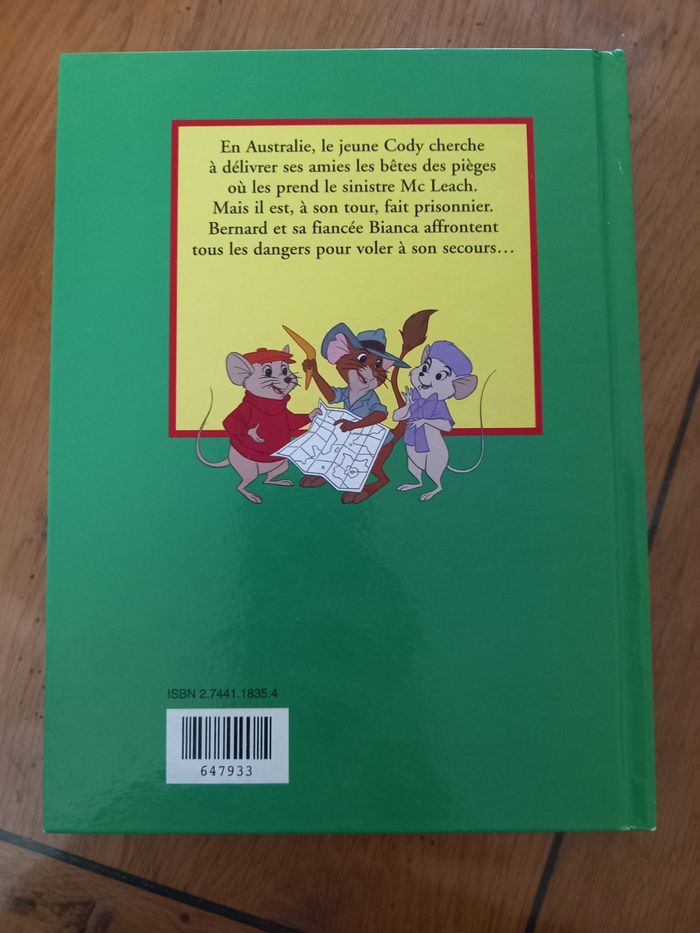 En Australie, le jeune Cody cherche
à délivrer ses amies les bêtes des pièges
où les prend le sinistre Mc Leach.
Mais il est, à son tour, fait prisonnier.
Bernard et sa fiancée Bianca affrontent
tous les dangers pour voler à son secours…
ISBN 2.7441.1835.4
647933